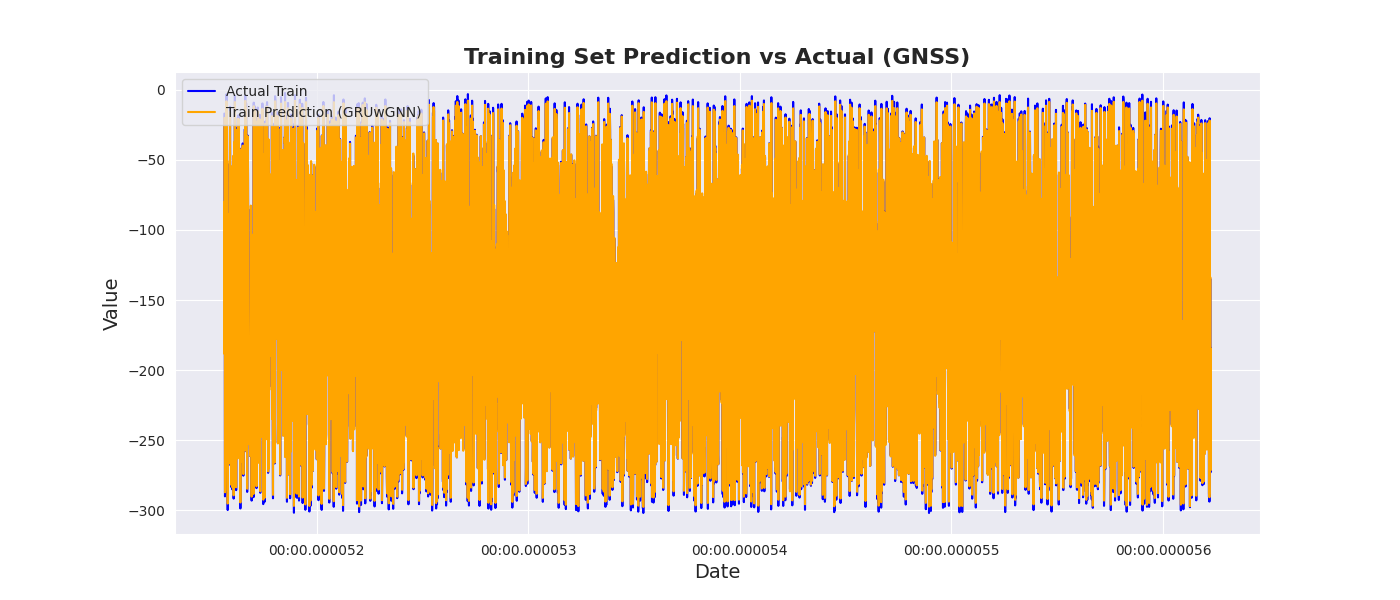 Training Set Prediction vs Actual (GNSS)
Actual Train
Train Prediction (GRUwGNN)
Value
0
−50
−100
−150
−200
−250
−300
00:00.000052
00:00.000053
00:00.000054
00:00.000055
00:00.000056
Date